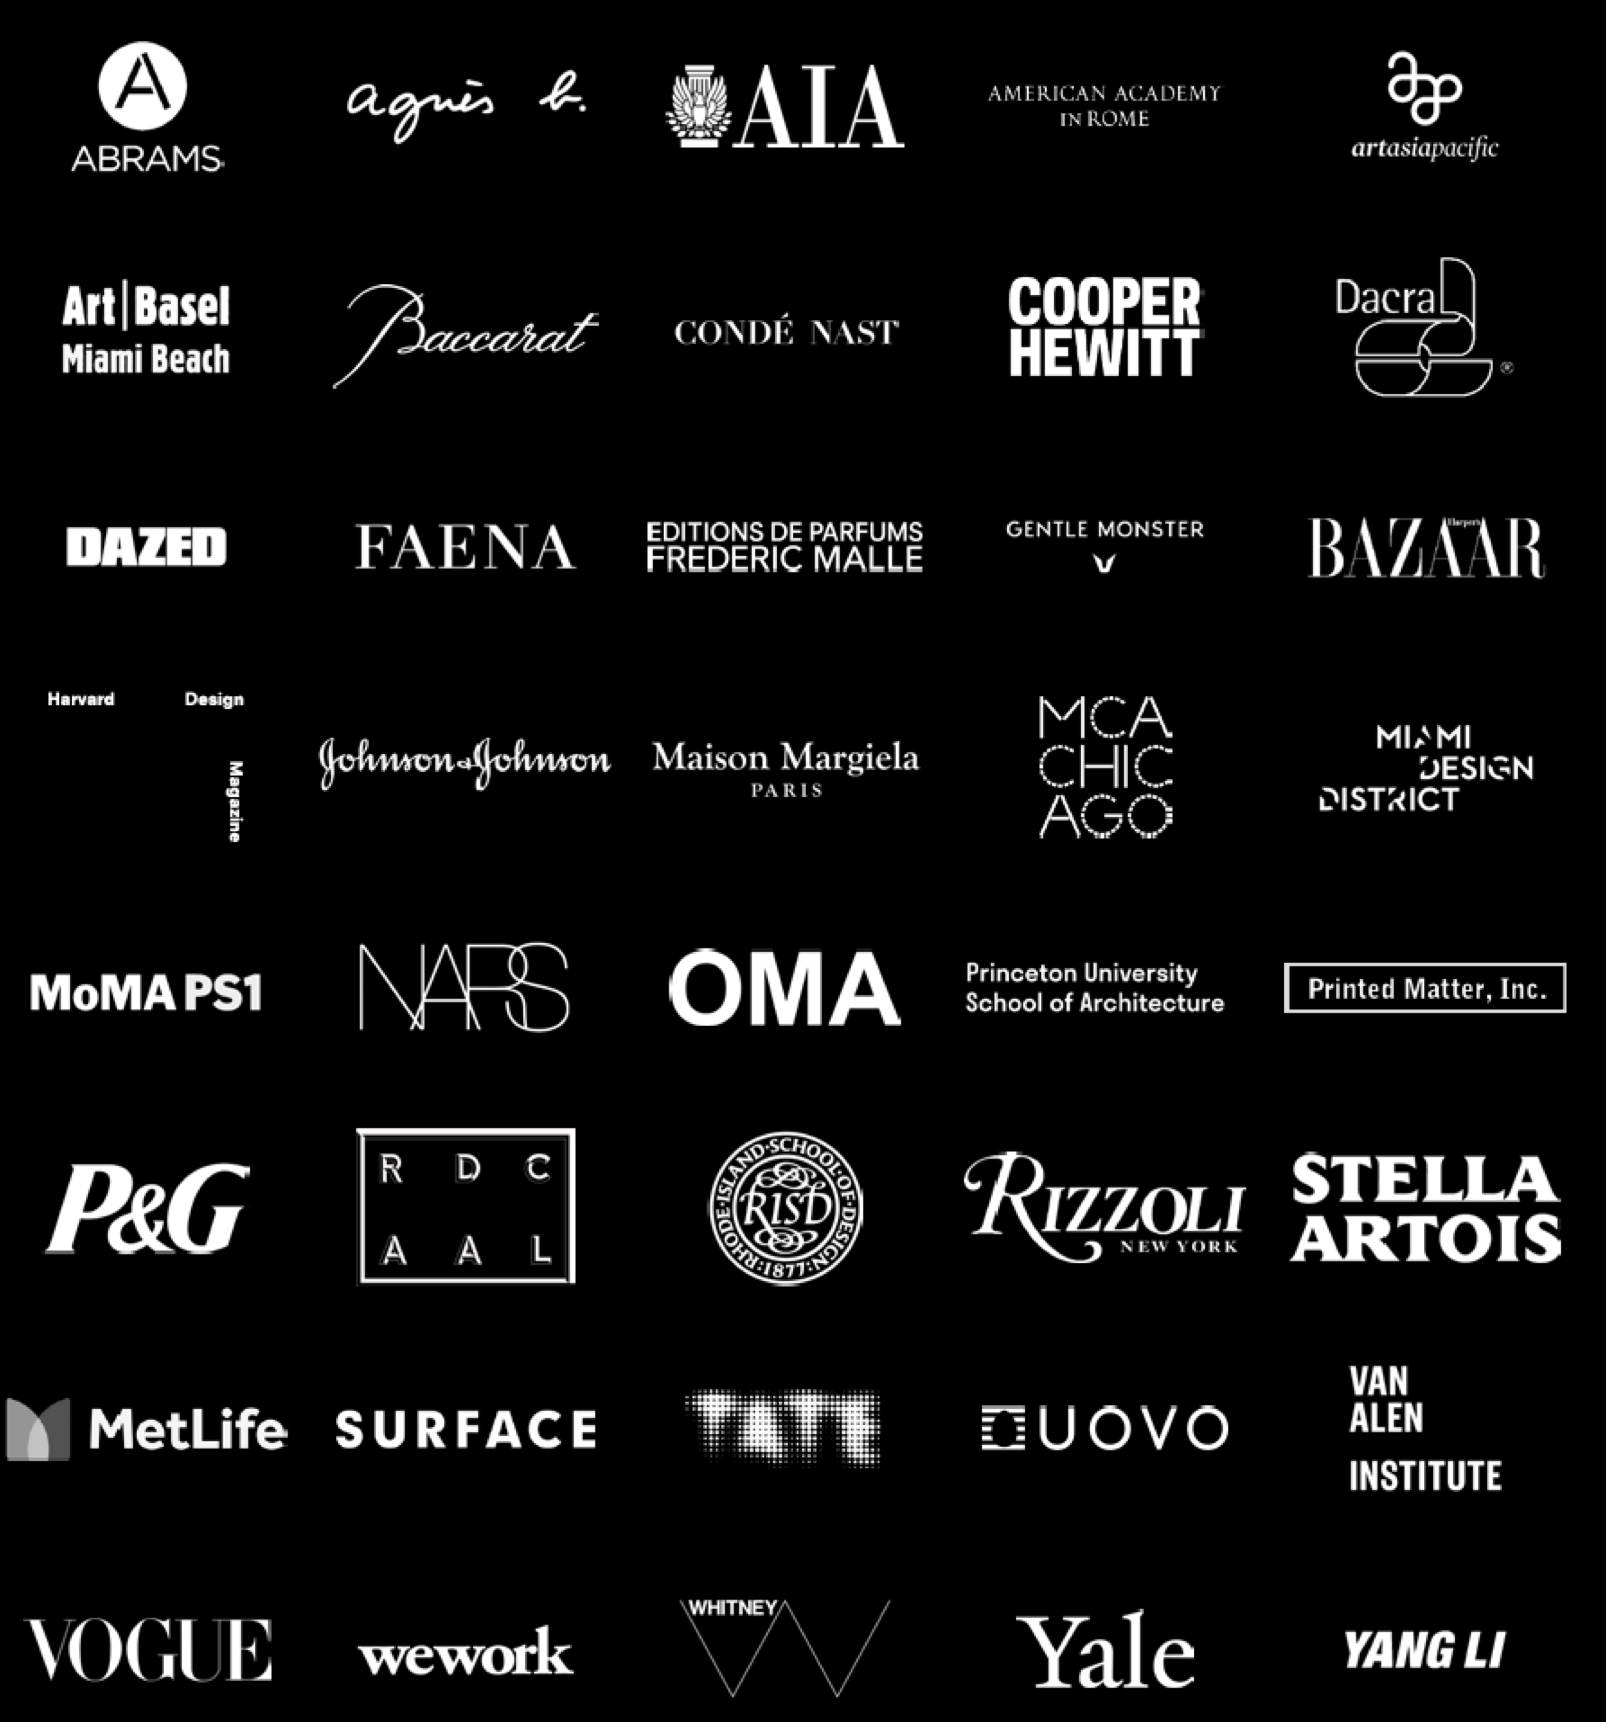 A
ABRAMS
agnès b.
AIA
AMERICAN ACADEMY
IN ROME
aap
artasiapacific
Art|Basel
Miami Beach
Baccarat
CONDÉ NAST
COOPER
HEWITT
Dacra
®
DAZED
FAENA
EDITIONS DE PARFUMS
FREDERIC MALLE
GENTLE MONSTER
Harper's
BAZAAR
Harvard Design
Magazine
Johnson & Johnson
Maison Margiela
PARIS
MCA
CHIC
AGO
MIAMI
DESIGN
DISTRICT
MoMA PS1
NARS
OMA
Princeton University
School of Architecture
Printed Matter, Inc.
P&G
R D C
A A L
RHODE·ISLAND·SCHOOL·OF·DESIGN
:1877:
RISD
RIZZOLI
NEW YORK
STELLA
ARTOIS
MetLife
SURFACE
TATE
UOVO
VAN
ALEN
INSTITUTE
VOGUE
wework
WHITNEY
Yale
YANG LI